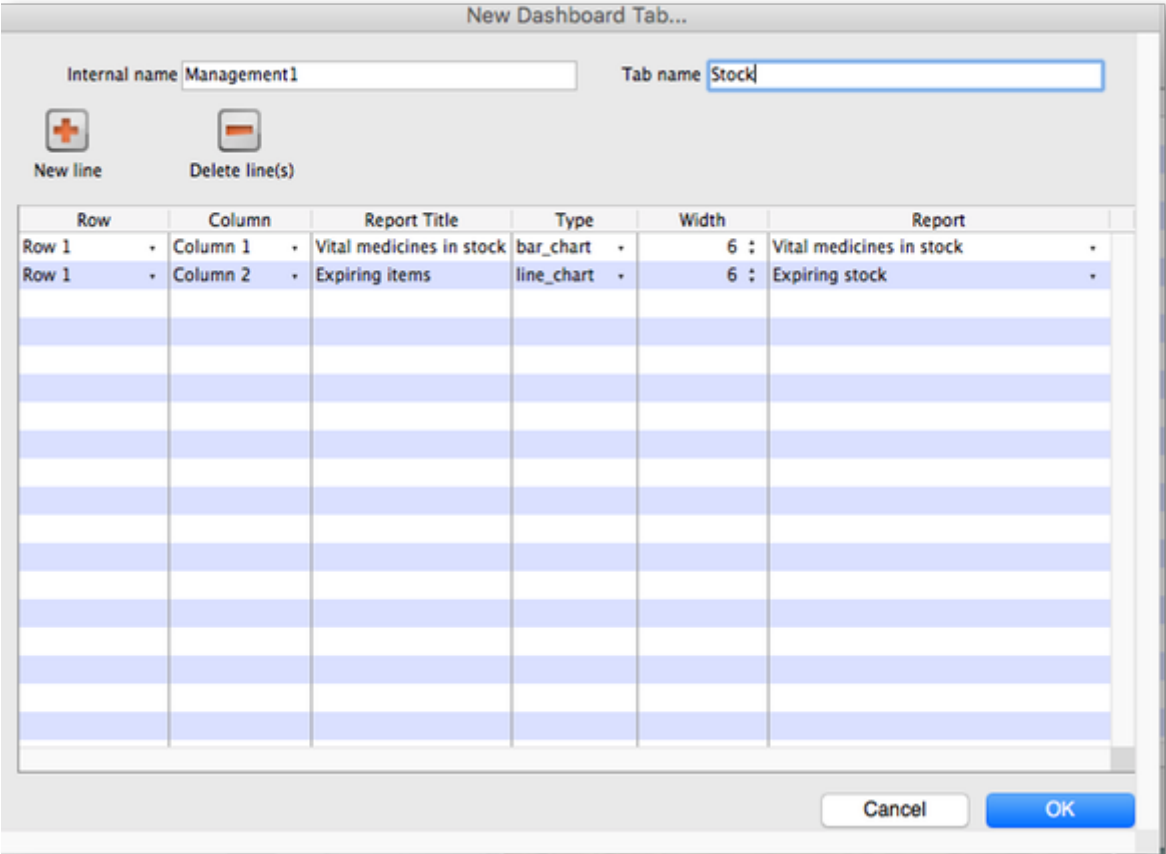 New Dashboard Tab...
Internal name Management1 Tab name Stock
New line Delete line(s)
Row Column Report Title Type Width Report
Row 1 Column 1 Vital medicines in stock bar_chart 6 Vital medicines in stock
Row 1 Column 2 Expiring items line_chart 6 Expiring stock
Cancel OK